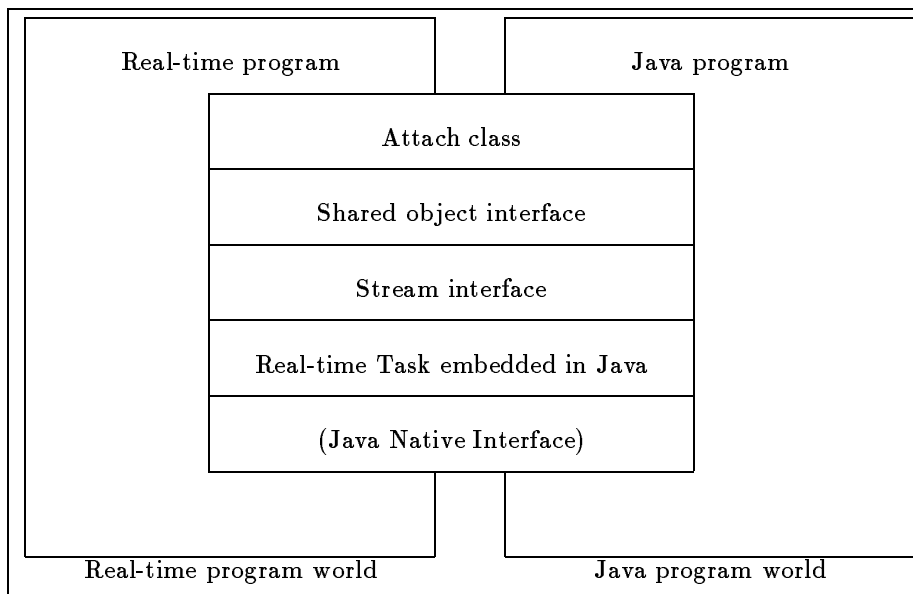 Real-time program
Java program
Attach class
Shared object interface
Stream interface
Real-time Task embedded in Java
(Java Native Interface)
Real-time program world
Java program world